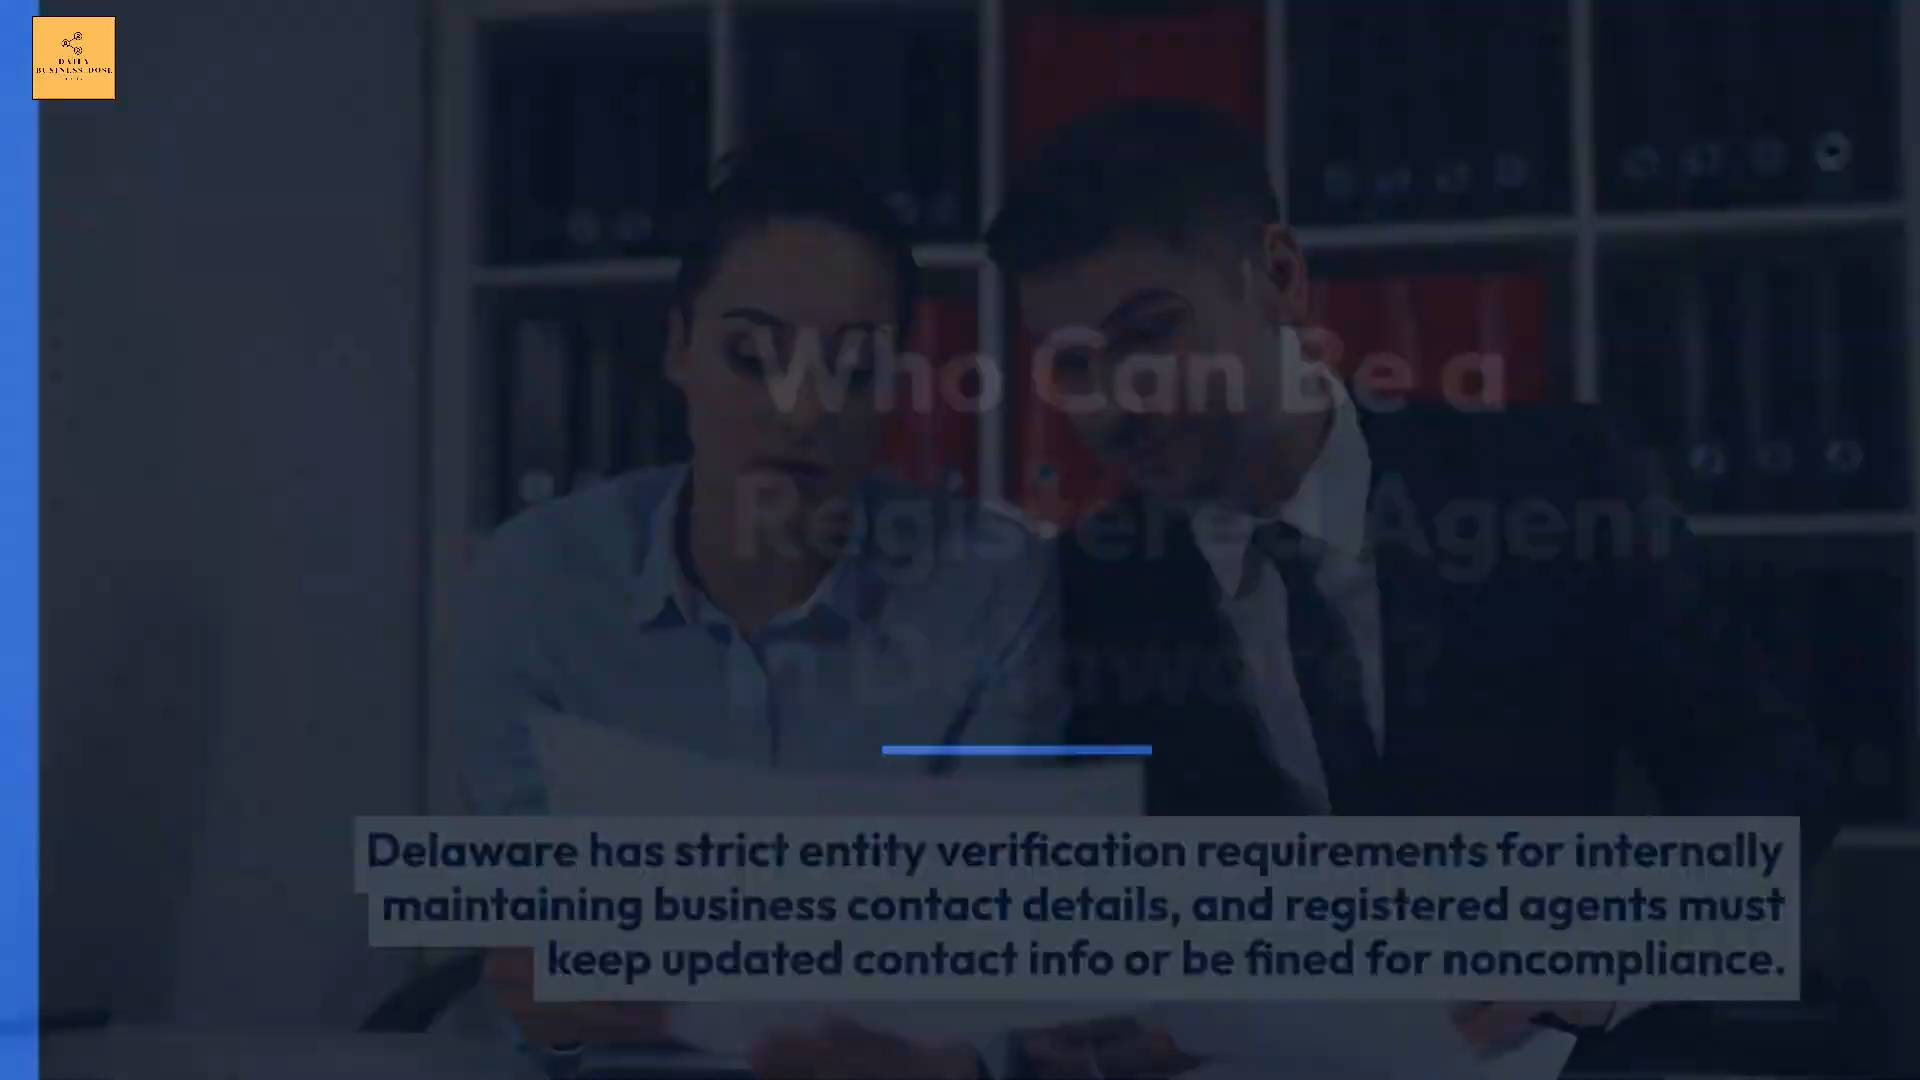 DAILY
BUSINESS DOSE
Who Can Be a
Registered Agent
in Delaware?
Delaware has strict entity verification requirements for internally
maintaining business contact details, and registered agents must
keep updated contact info or be fined for noncompliance.